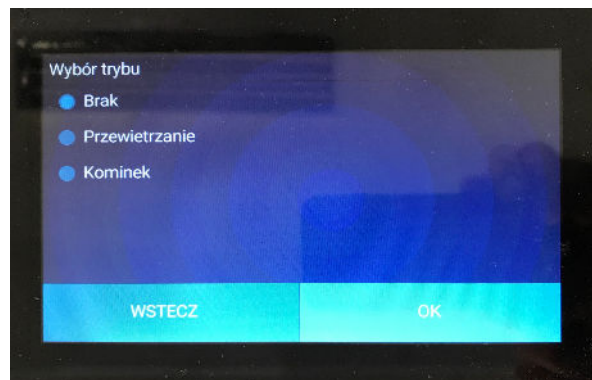 Wybór trybu
Brak
Przewietrzanie
Kominek
WSTECZ OK